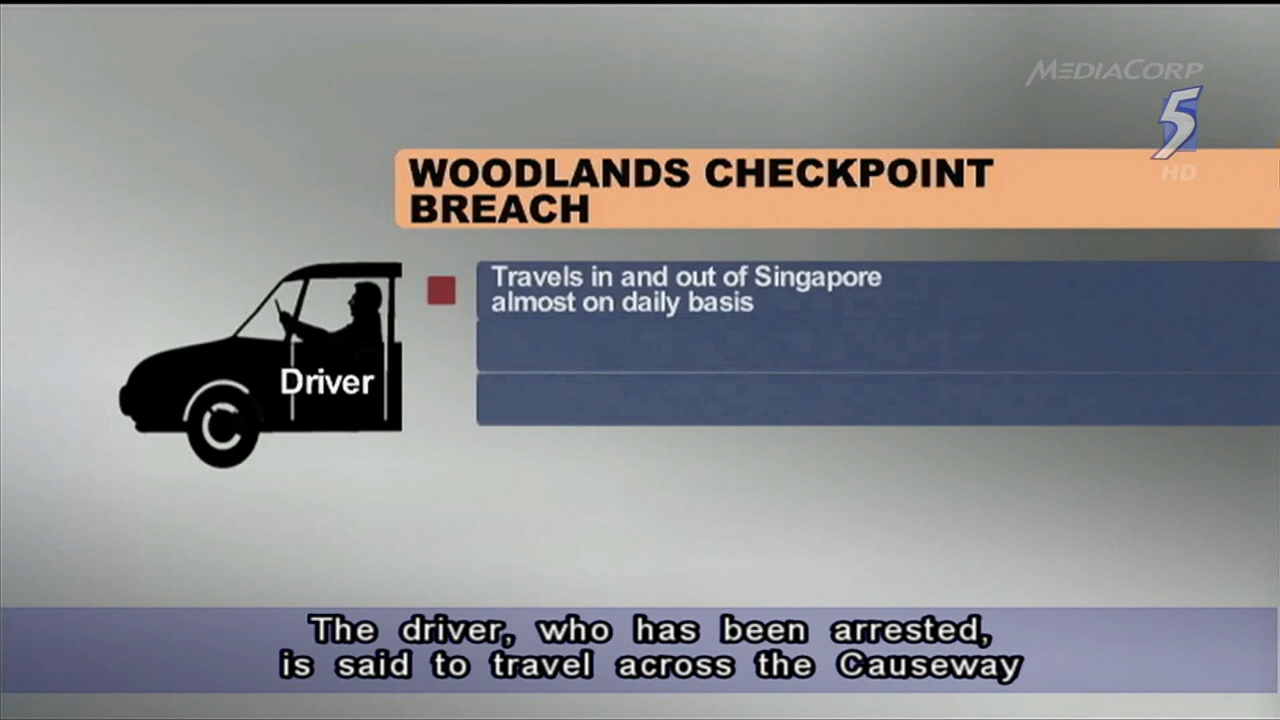 MEDIACORP
5
HD
WOODLANDS CHECKPOINT
BREACH
Travels in and out of Singapore
almost on daily basis
Driver
The driver, who has been arrested,
is said to travel across the Causeway